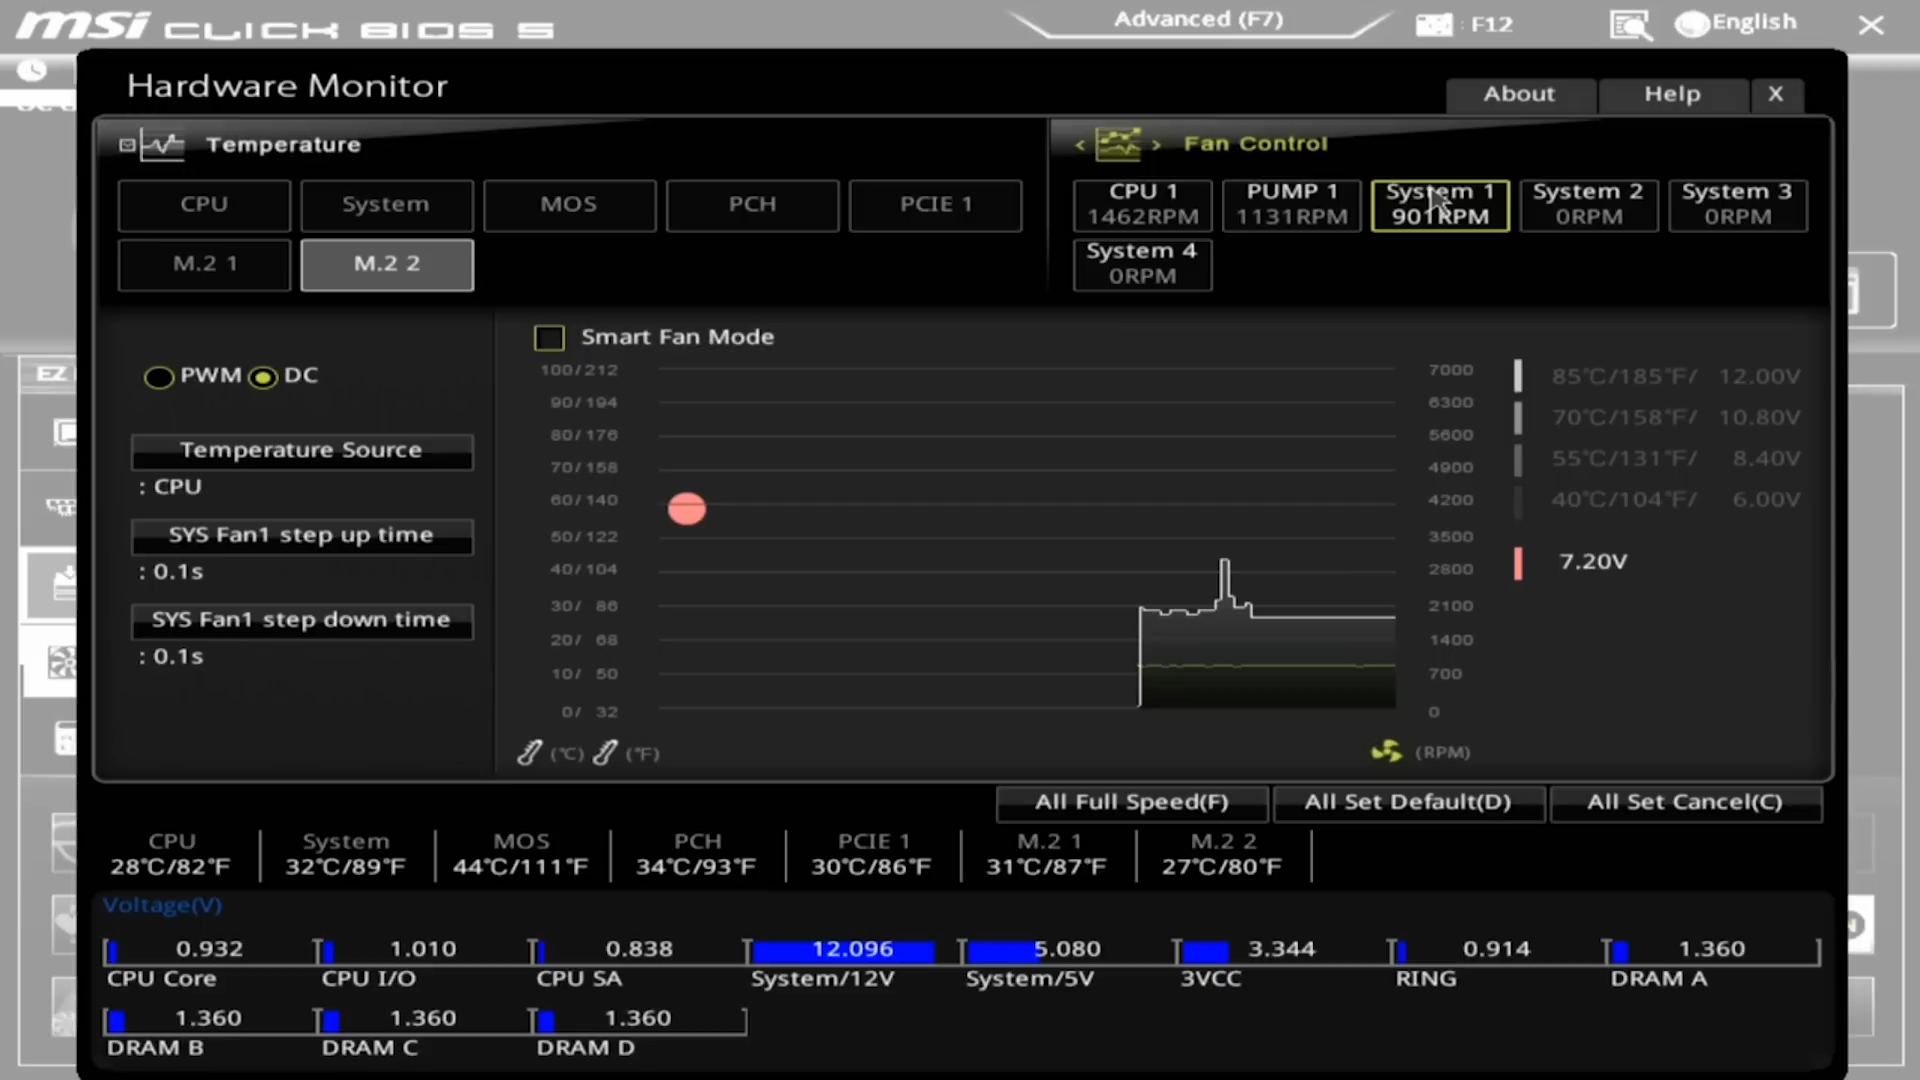 msi CLICK BIOS 5
Advanced (F7)
: F12
English
X
Hardware Monitor
About
Help
X
Temperature
< > Fan Control
CPU
System
MOS
PCH
PCIE 1
M.2 1
M.2 2
CPU 1
1462RPM
PUMP 1
1131RPM
System 1
901RPM
System 2
0RPM
System 3
0RPM
System 4
0RPM
EZ
PWM DC
Temperature Source
: CPU
SYS Fan1 step up time
: 0.1s
SYS Fan1 step down time
: 0.1s
Smart Fan Mode
100/212
90/194
80/176
70/158
60/140
50/122
40/104
30/ 86
20/ 68
10/ 50
0/ 32
7000
6300
5600
4900
4200
3500
2800
2100
1400
700
0
85℃/185℉/ 12.00V
70℃/158℉/ 10.80V
55℃/131℉/ 8.40V
40℃/104℉/ 6.00V
7.20V
(℃) (℉)
(RPM)
All Full Speed(F)
All Set Default(D)
All Set Cancel(C)
CPU
28℃/82℉
System
32℃/89℉
MOS
44℃/111℉
PCH
34℃/93℉
PCIE 1
30℃/86℉
M.2 1
31℃/87℉
M.2 2
27℃/80℉
Voltage(V)
0.932
CPU Core
1.010
CPU I/O
0.838
CPU SA
12.096
System/12V
5.080
System/5V
3.344
3VCC
0.914
RING
1.360
DRAM A
1.360
DRAM B
1.360
DRAM C
1.360
DRAM D